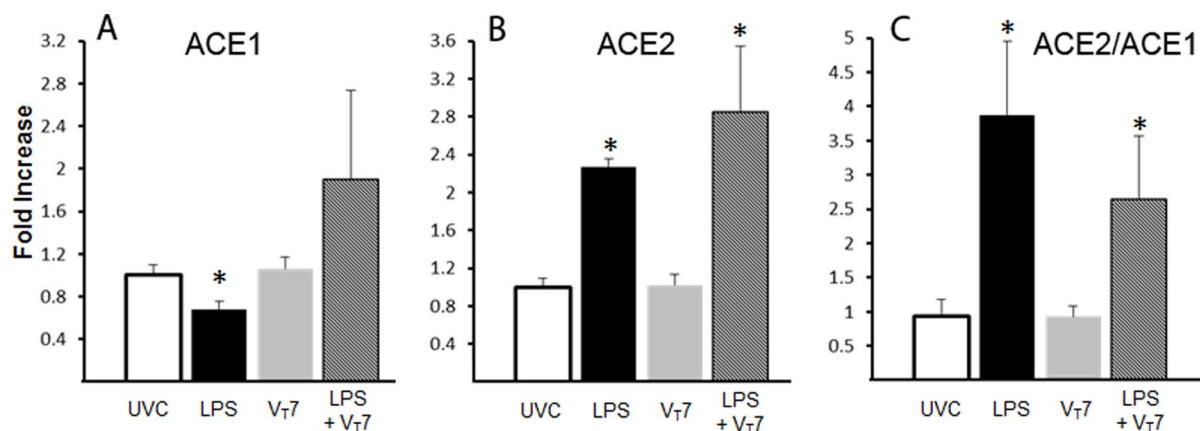 A
ACE1
Fold Increase
3.2
2.8
2.4
2
1.6
1.2
0.8
0.4
*
UVC
LPS
VT7
LPS
+ VT7
B
ACE2
3.6
3.2
2.8
2.4
2
1.6
1.2
0.8
0.4
*
*
UVC
LPS
VT7
LPS
+ VT7
C
ACE2/ACE1
5
4.5
4
3.5
3
2.5
2
1.5
1
0.5
*
*
UVC
LPS
VT7
LPS
+ VT7